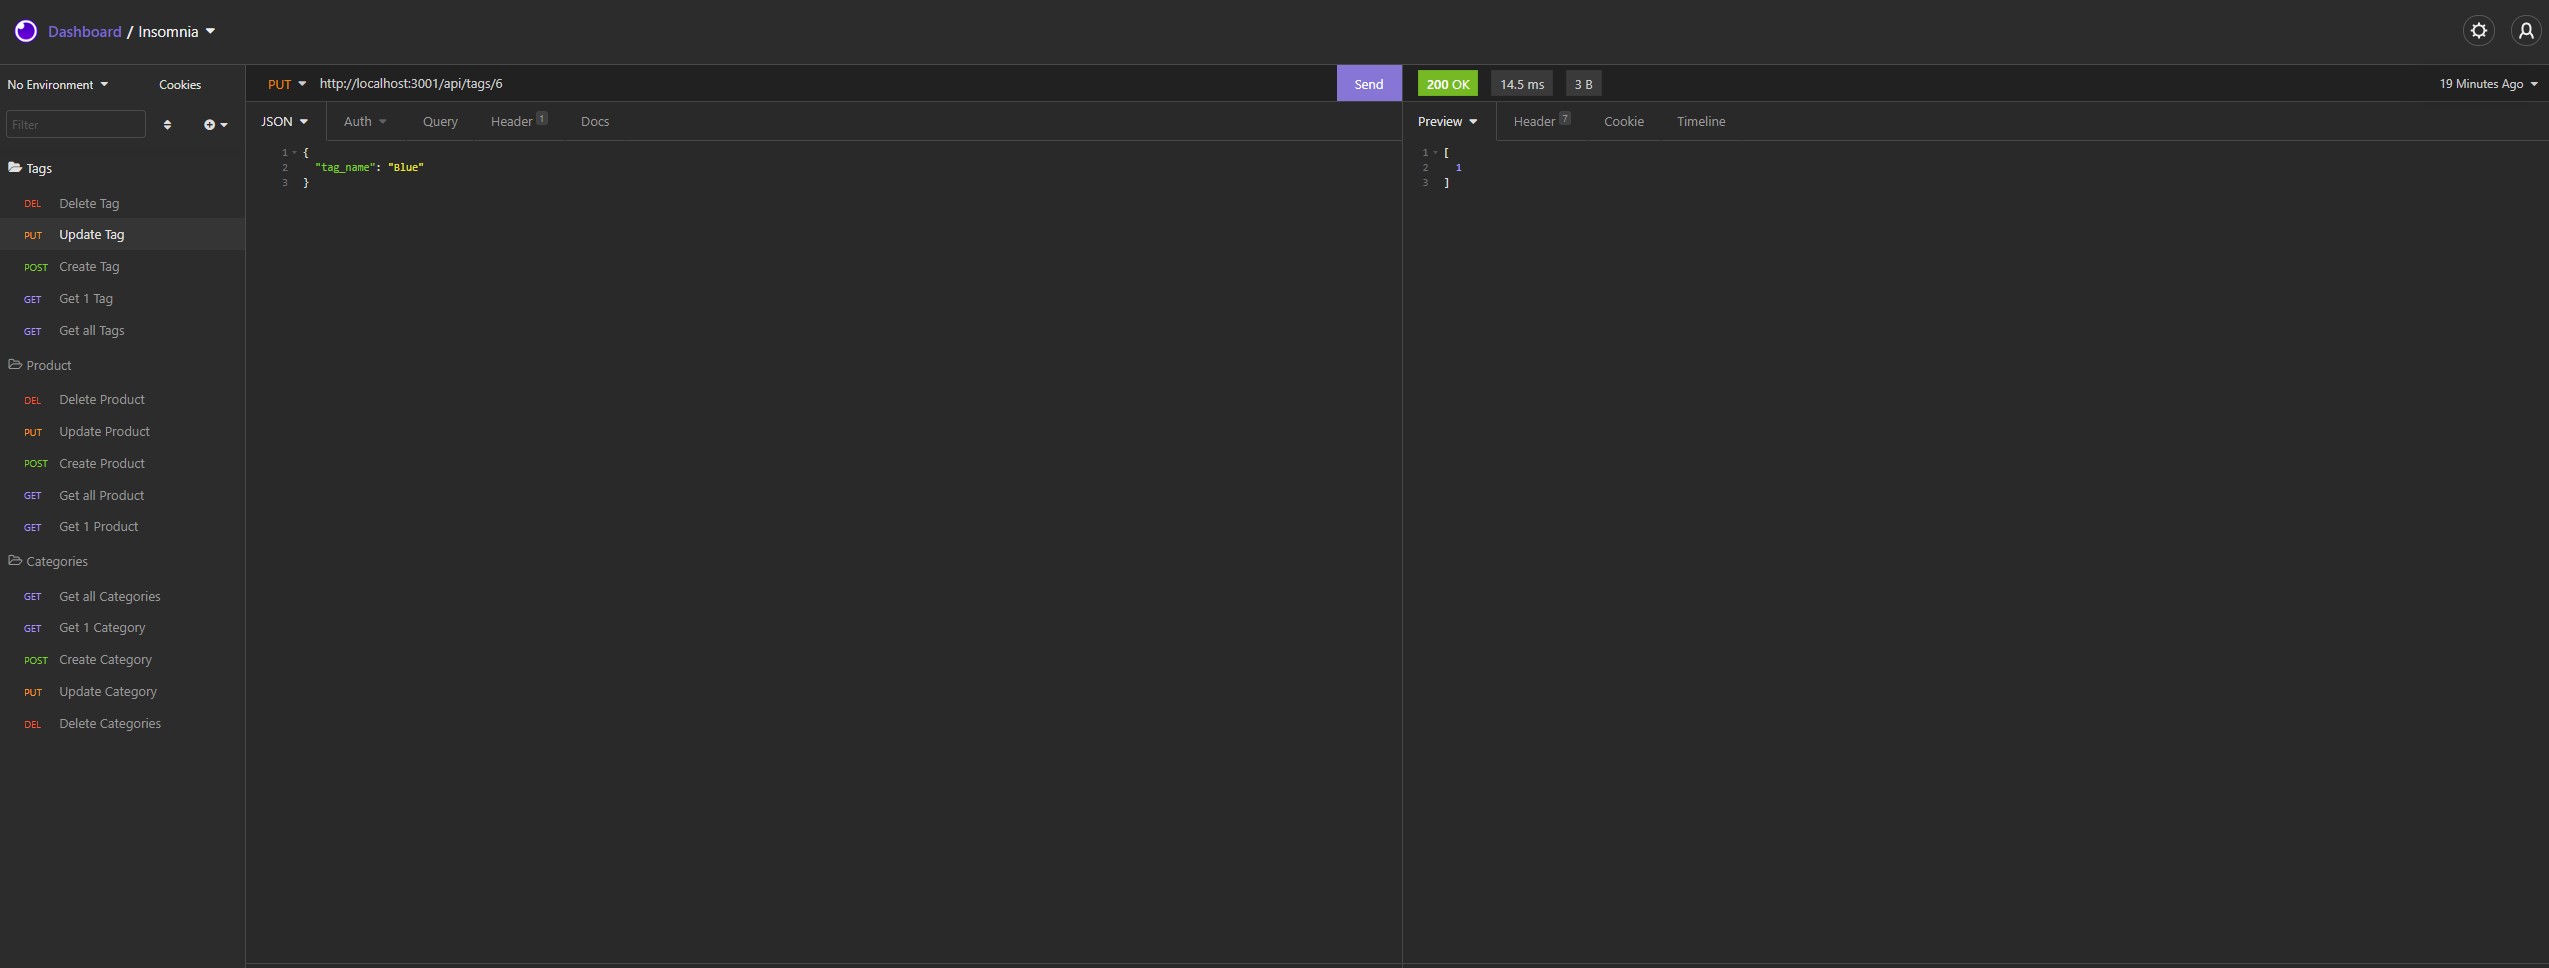 Dashboard / Insomnia
No Environment
Cookies
Filter
Tags
DEL Delete Tag
PUT Update Tag
POST Create Tag
GET Get 1 Tag
GET Get all Tags
Product
DEL Delete Product
PUT Update Product
POST Create Product
GET Get all Product
GET Get 1 Product
Categories
GET Get all Categories
GET Get 1 Category
POST Create Category
PUT Update Category
DEL Delete Categories
PUT http://localhost:3001/api/tags/6 Send
JSON Auth Query Header 1 Docs
1 {
2 "tag_name": "Blue"
3 }
200 OK 14.5 ms 3 B 19 Minutes Ago
Preview Header 7 Cookie Timeline
1 [
2 1
3 ]